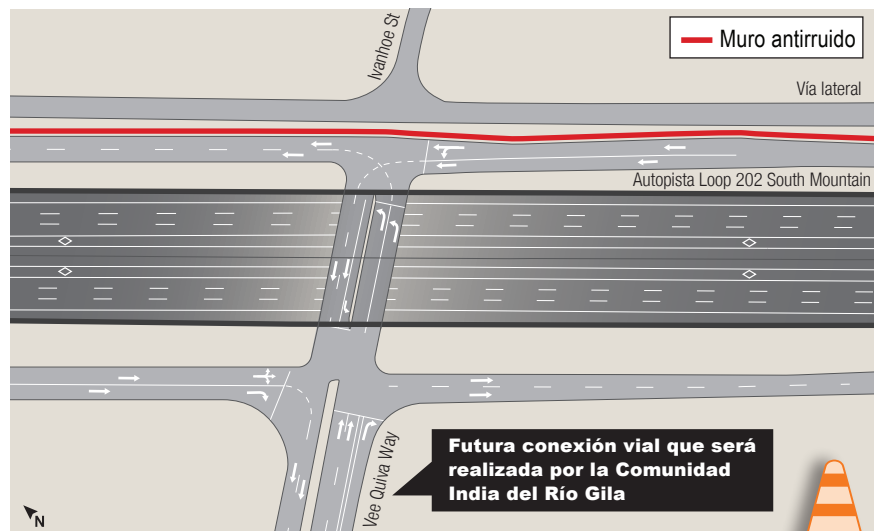 Ivanhoe St
Muro antirruido
Vía lateral
Autopista Loop 202 South Mountain
Vee Quiva Way
Futura conexión vial que será
realizada por la Comunidad
India del Río Gila
N